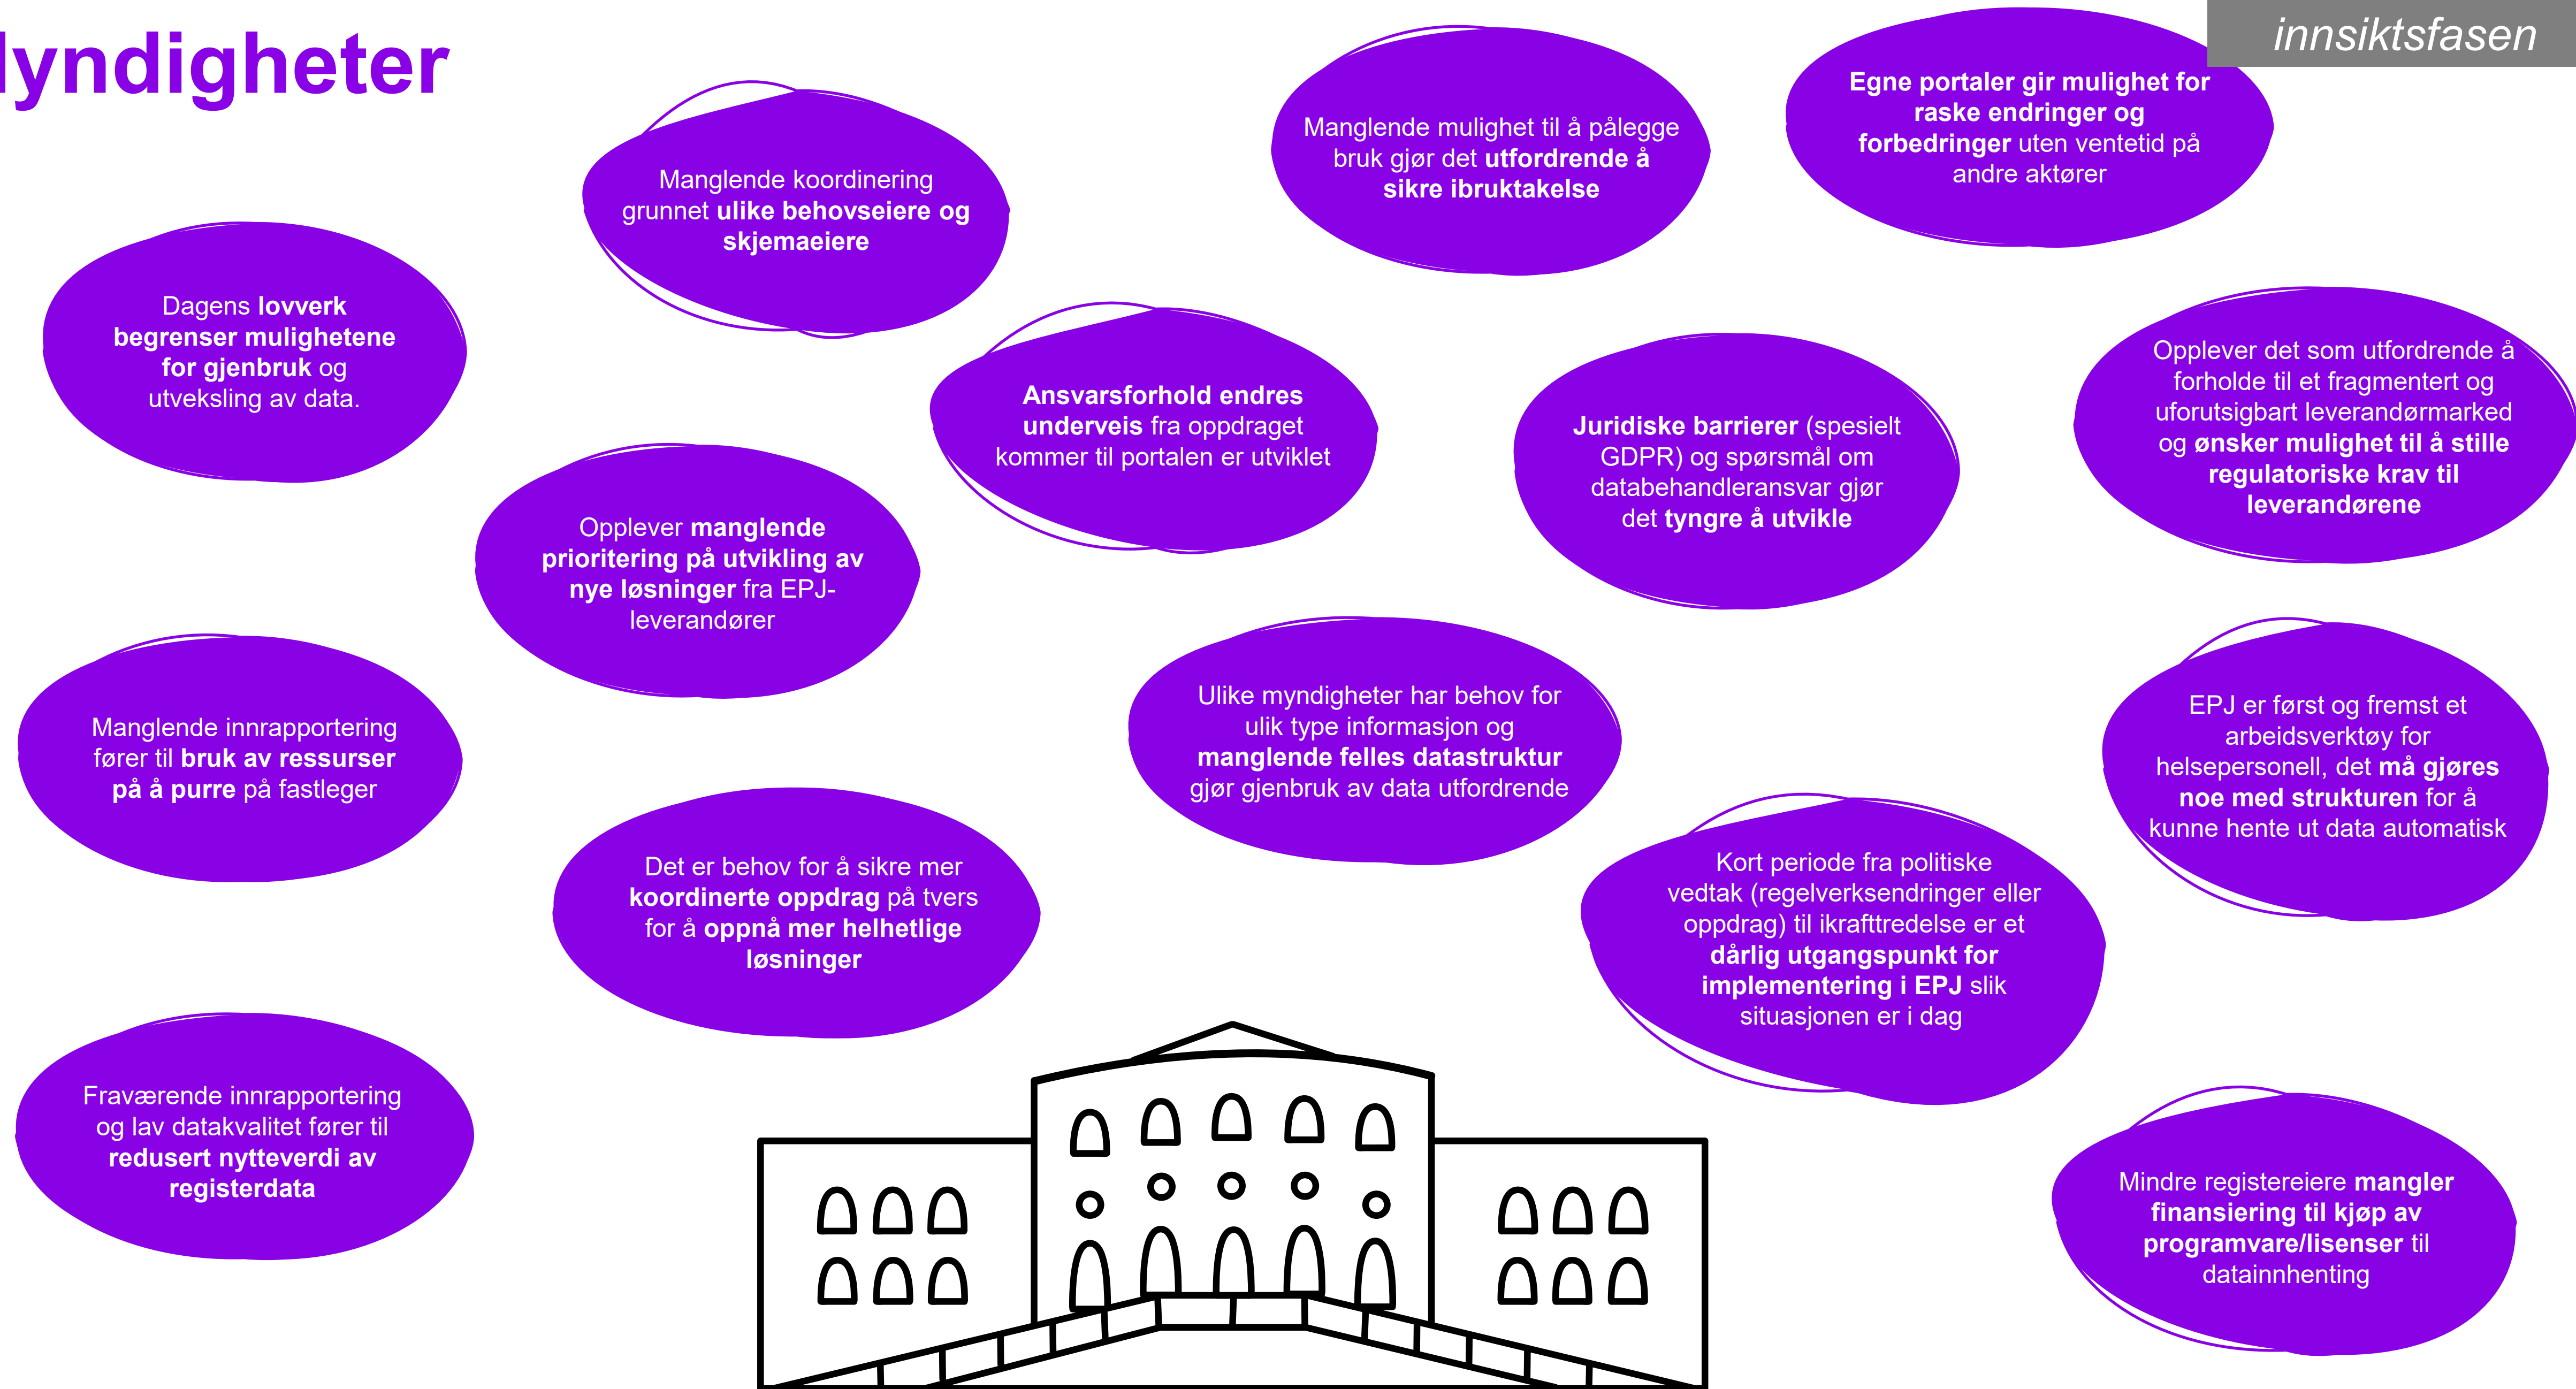 lyndigheter
innsiktsfasen
Manglende koordinering
grunnet ulike behovseiere og
skjemaeiere
Manglende mulighet til å pålegge
bruk gjør det utfordrende å
sikre ibruktakelse
Egne portaler gir mulighet for
raske endringer og
forbedringer uten ventetid på
andre aktører
Dagens lovverk
begrenser mulighetene
for gjenbruk og
utveksling av data.
Ansvarsforhold endres
underveis fra oppdraget
kommer til portalen er utviklet
Juridiske barrierer (spesielt
GDPR) og spørsmål om
databehandleransvar gjør
det tyngre å utvikle
Opplever det som utfordrende å
forholde til et fragmentert og
uforutsigbart leverandørmarked
og ønsker mulighet til å stille
regulatoriske krav til
leverandørene
Opplever manglende
prioritering på utvikling av
nye løsninger fra EPJ-
leverandører
Manglende innrapportering
fører til bruk av ressurser
på å purre på fastleger
Ulike myndigheter har behov for
ulik type informasjon og
manglende felles datastruktur
gjør gjenbruk av data utfordrende
EPJ er først og fremst et
arbeidsverktøy for
helsepersonell, det må gjøres
noe med strukturen for å
kunne hente ut data automatisk
Det er behov for å sikre mer
koordinerte oppdrag på tvers
for å oppnå mer helhetlige
løsninger
Kort periode fra politiske
vedtak (regelverksendringer eller
oppdrag) til ikrafttredelse er et
dårlig utgangspunkt for
implementering i EPJ slik
situasjonen er i dag
Fraværende innrapportering
og lav datakvalitet fører til
redusert nytteverdi av
registerdata
Mindre registereiere mangler
finansiering til kjøp av
programvare/lisenser til
datainnhenting